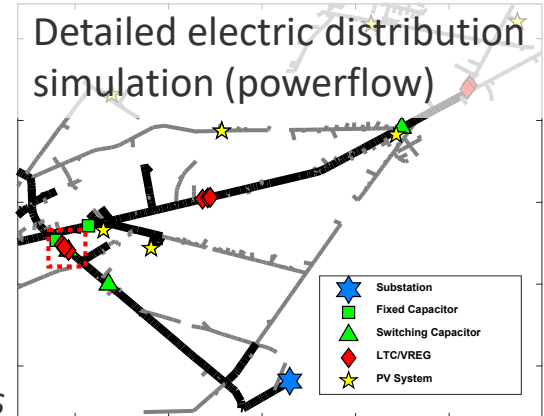 Detailed electric distribution
simulation (powerflow)
Substation
Fixed Capacitor
Switching Capacitor
LTC/VREG
PV System
s